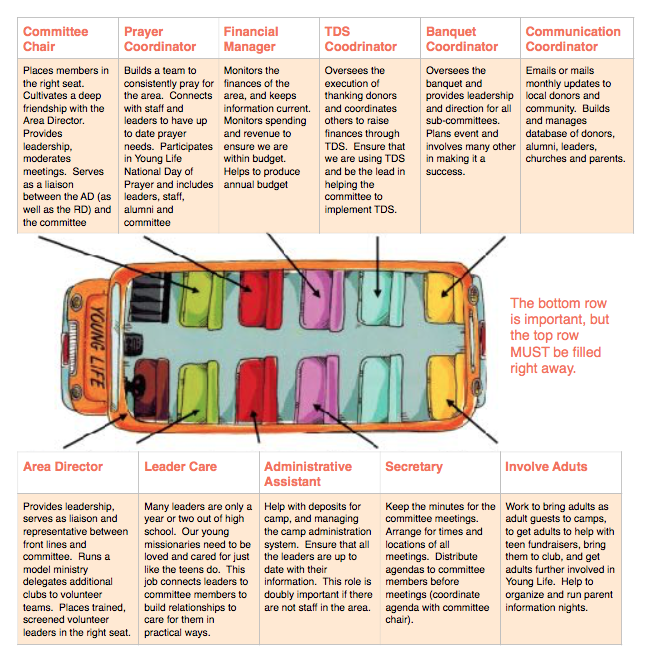 Committee
Chair
Prayer
Coordinator
Financial
Manager
TDS
Coodrinator
Banquet
Coordinator
Communication
Coordinator
Places members in
the right seat.
Cultivates a deep
friendship with the
Area Director.
Provides
leadership,
moderates
meetings.  Serves
as a liaison
between the AD (as
well as the RD) and
the committee
Builds a team to
consistently pray for
the area.  Connects
with staff and
leaders to have up
to date prayer
needs.  Participates
in Young Life
National Day of
Prayer and includes
leaders, staff,
alumni and
committee
Monitors the
finances of the
area, and keeps
information current.
Monitors spending
and revenue to
ensure we are
within budget.
Helps to produce
annual budget
Oversees the
execution of
thanking donors
and coordinates
others to raise
finances through
TDS.  Ensure that
we are using TDS
and be the lead in
helping the
committee to
implement TDS.
Oversees the
banquet and
provides leadership
and direction for all
sub-committees.
Plans event and
involves many other
in making it a
success.
Emails or mails
monthly updates to
local donors and
community.  Builds
and manages
database of donors,
alumni, leaders,
churches and parents.
YOUNG LIFE
The bottom row
is important, but
the top row
MUST be filled
right away.
Area Director
Leader Care
Administrative
Assistant
Secretary
Involve Aduts
Provides leadership,
serves as liaison and
representative between
front lines and
committee.  Runs a
model ministry
delegates additional
clubs to volunteer
teams.  Places trained,
screened volunteer
leaders in the right seat.
Many leaders are only a
year or two out of high
school.  Our young
missionaries need to be
loved and cared for just
like the teens do.  This
job connects leaders to
committee members to
build relationships to
care for them in
practical ways.
Help with deposits for
camp, and managing
the camp administration
system.  Ensure that all
the leaders are up to
date with their
information.  This role is
doubly important if there
are not staff in the area.
Keep the minutes for the
committee meetings.
Arrange for times and
locations of all
meetings.  Distribute
agendas to committee
members before
meetings (coordinate
agenda with committee
chair).
Work to bring adults as
adult guests to camps,
to get adults to help with
teen fundraisers, bring
them to club, and get
adults further involved in
Young Life.  Help to
organize and run parent
information nights.